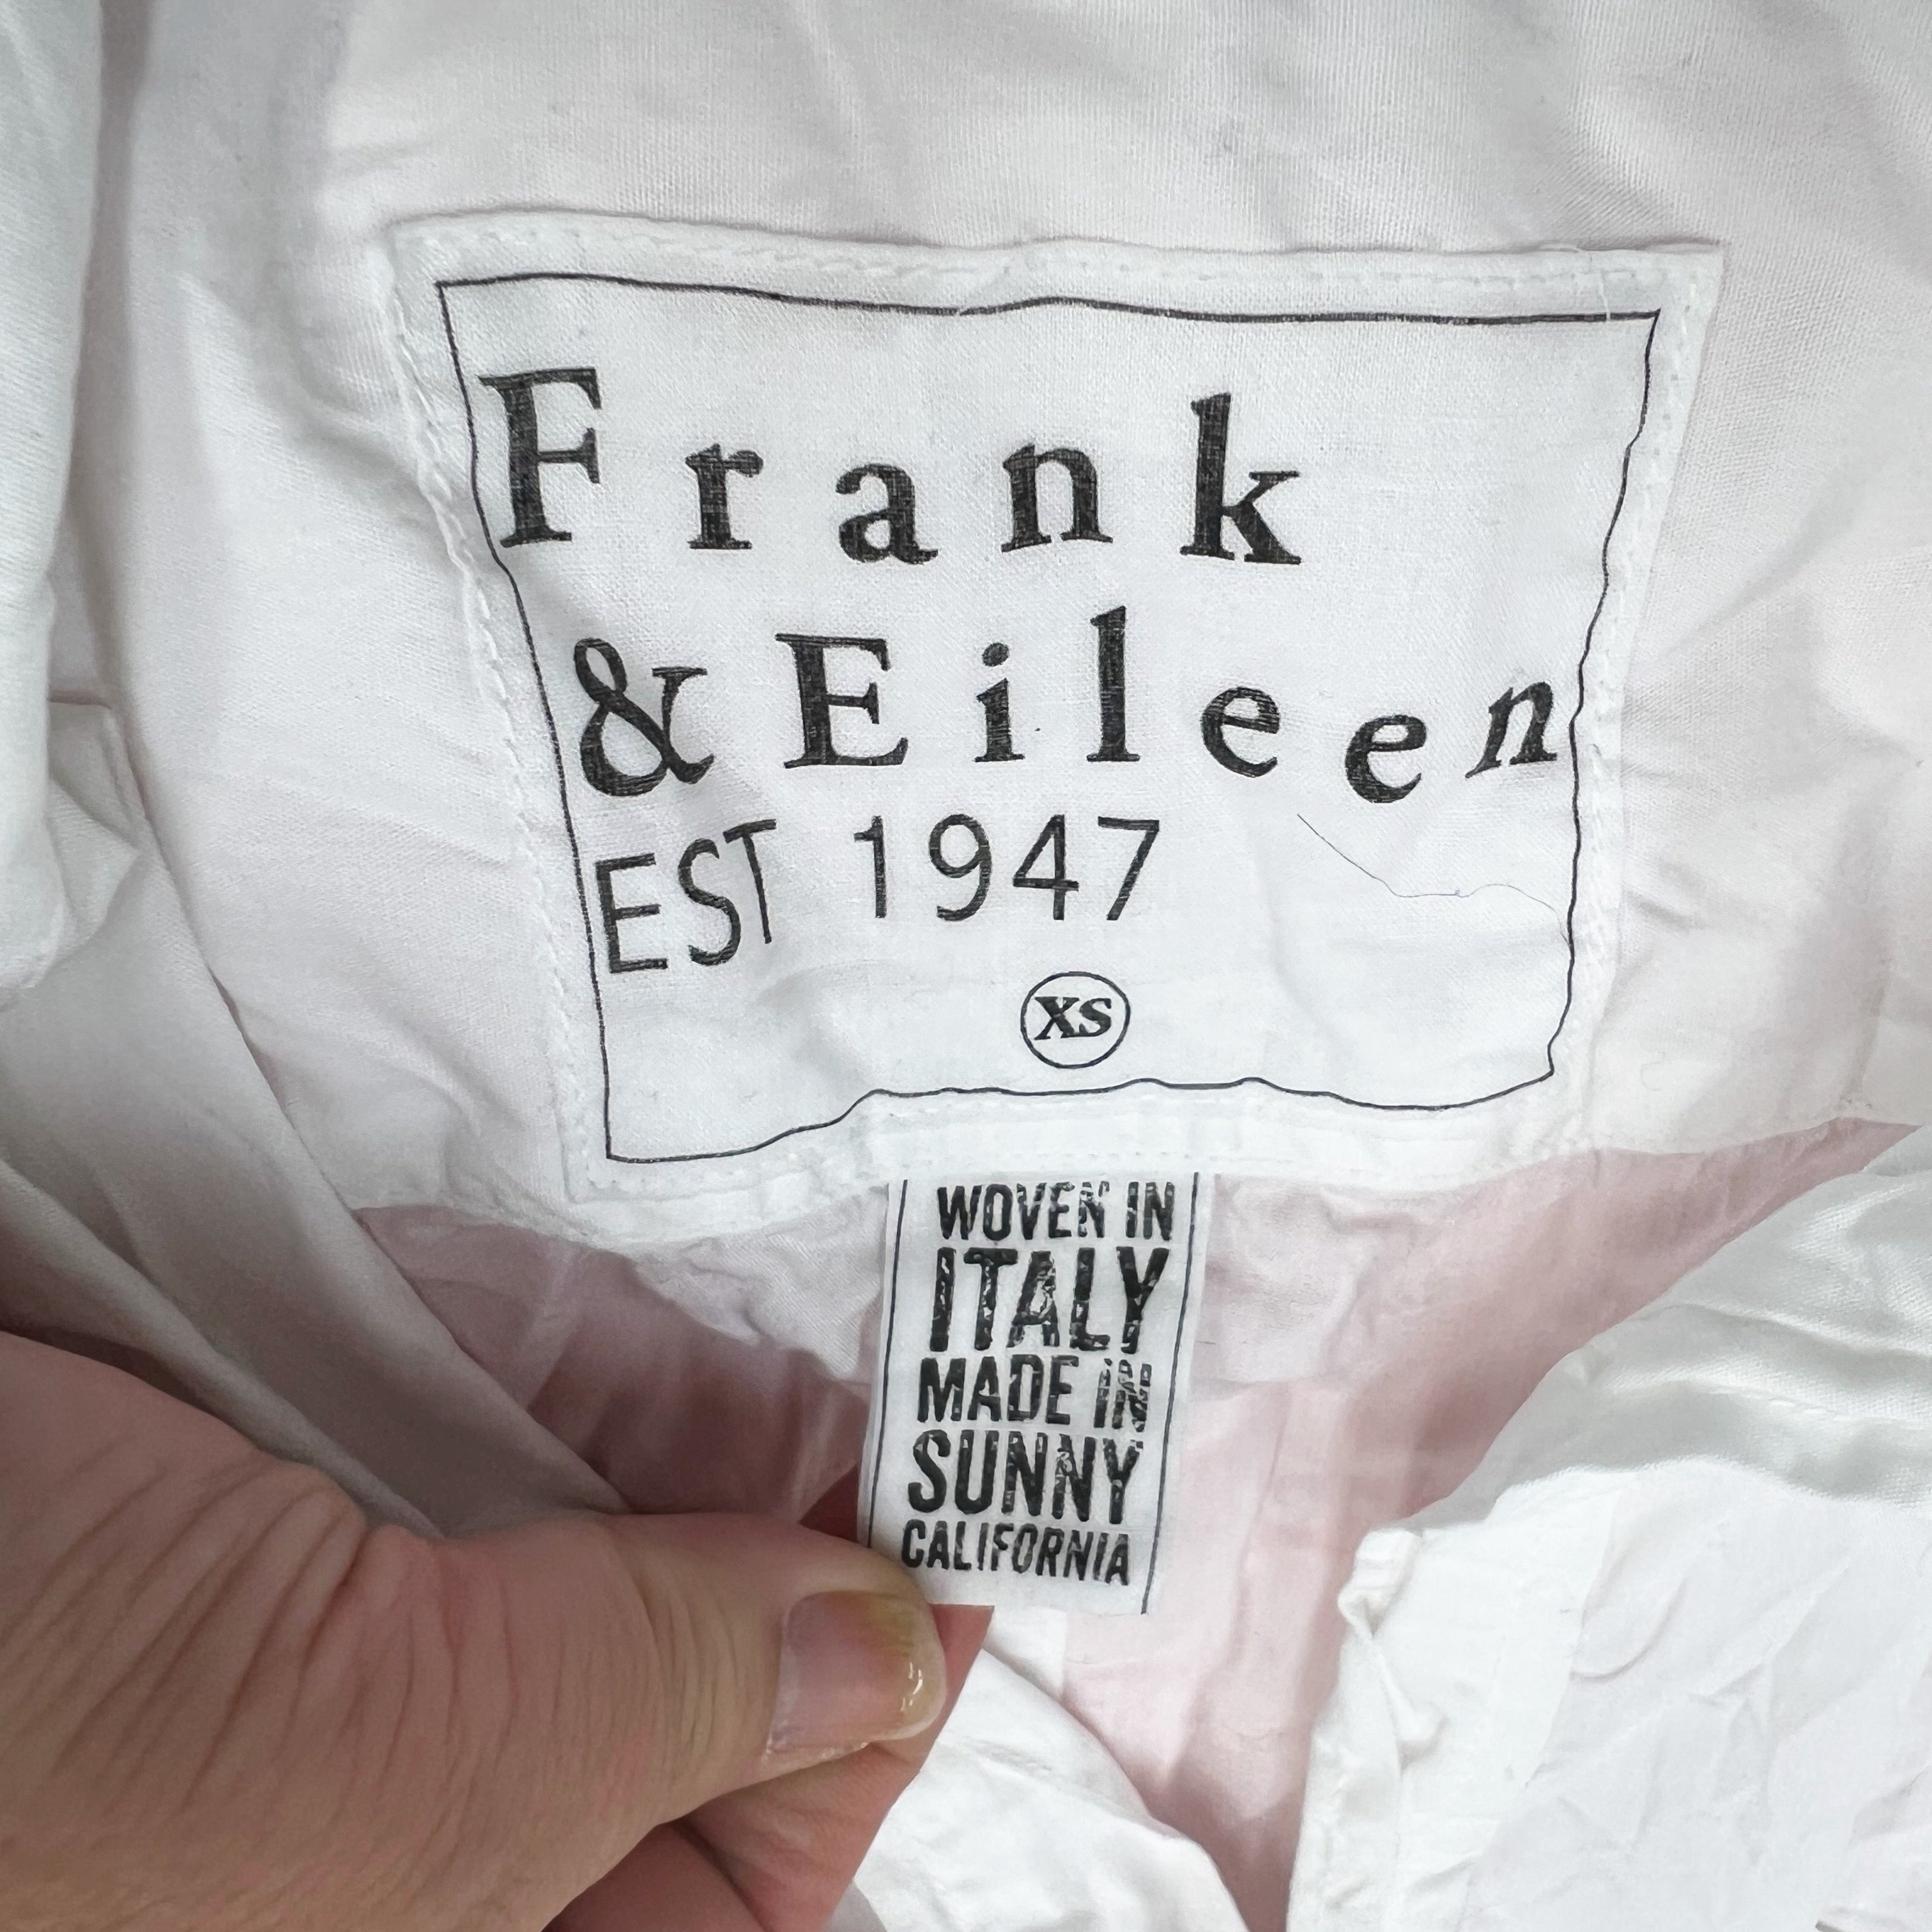 Frank
& Eileen
EST 1947
XS
WOVEN IN
ITALY
MADE IN
SUNNY
CALIFORNIA